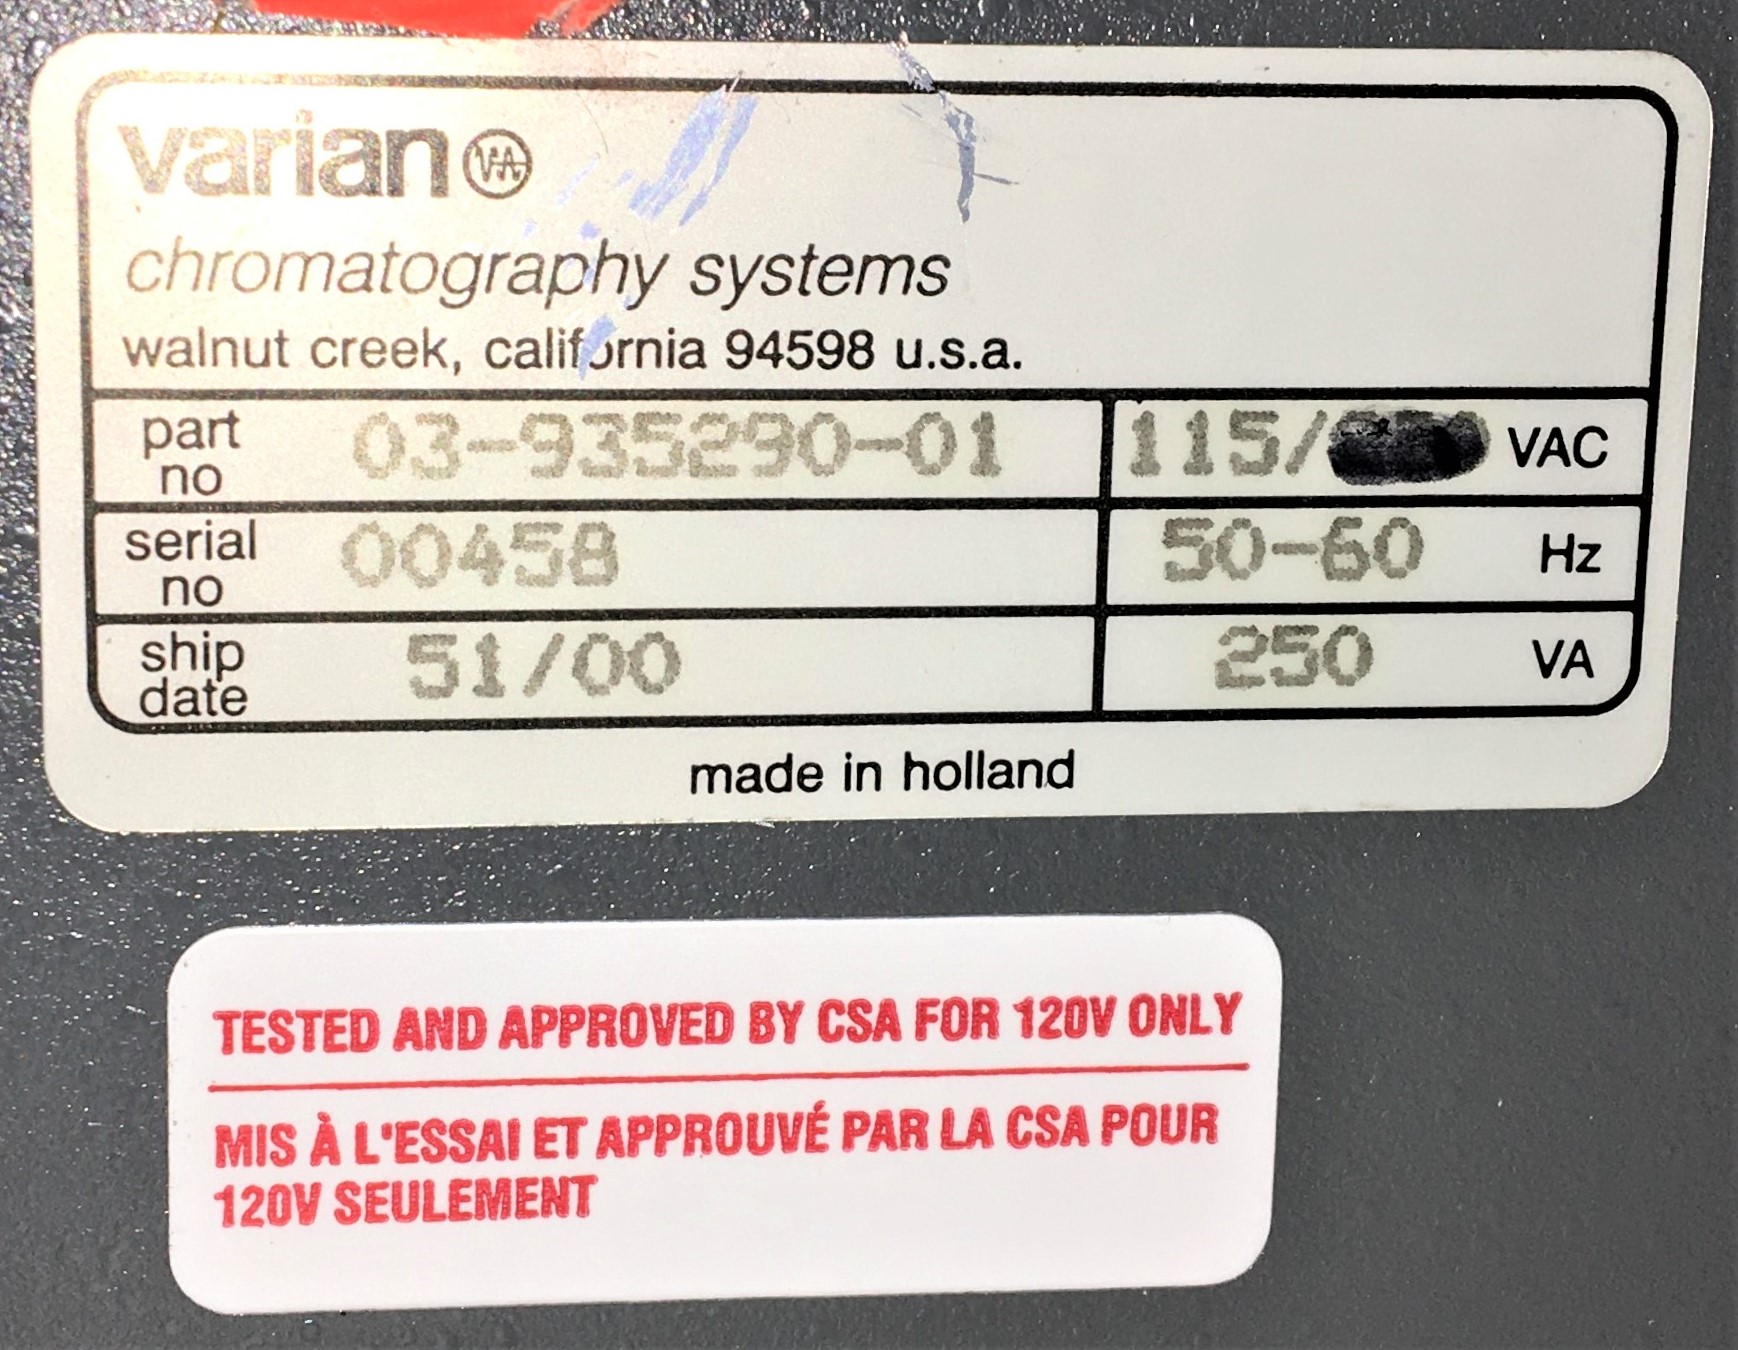 varian VA
chromatography systems
walnut creek, california 94598 u.s.a.
part no 03-935290-01 115/ VAC
serial no 00458 50-60 Hz
ship date 51/00 250 VA
made in holland
TESTED AND APPROVED BY CSA FOR 120V ONLY
MIS À L'ESSAI ET APPROUVÉ PAR LA CSA POUR
120V SEULEMENT